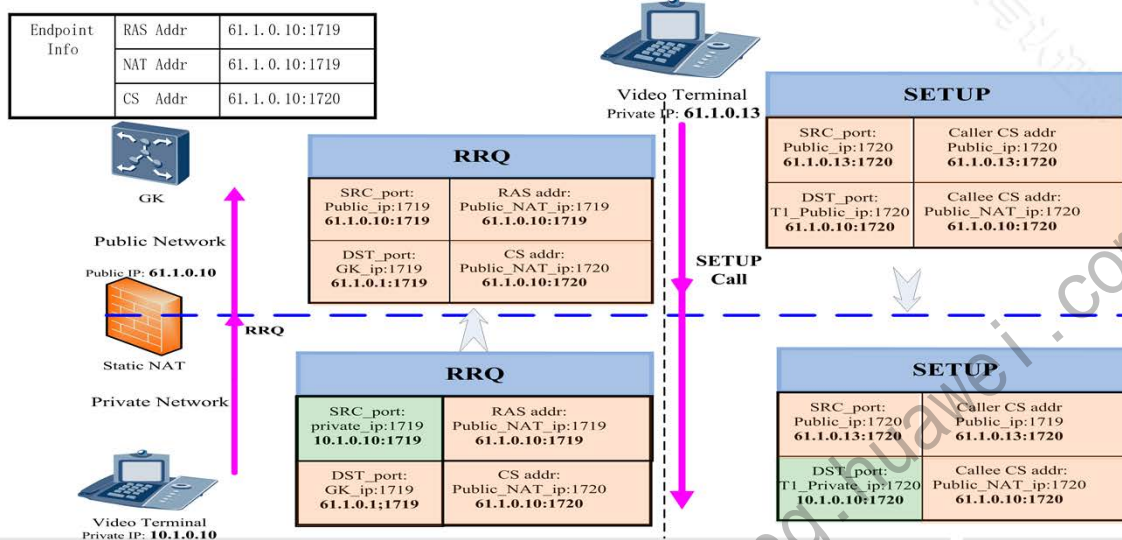 Endpoint Info
RAS Addr 61.1.0.10:1719
NAT Addr 61.1.0.10:1719
CS Addr 61.1.0.10:1720
GK
Public Network
Public IP: 61.1.0.10
Static NAT
Private Network
Video Terminal
Private IP: 10.1.0.10
RRQ
RRQ
SRC_port:
Public_ip:1719
61.1.0.10:1719
RAS addr:
Public_NAT_ip:1719
61.1.0.10:1719
DST_port:
GK_ip:1719
61.1.0.1:1719
CS addr:
Public_NAT_ip:1720
61.1.0.10:1720
RRQ
SRC_port:
private_ip:1719
10.1.0.10:1719
RAS addr:
Public_NAT_ip:1719
61.1.0.10:1719
DST_port:
GK_ip:1719
61.1.0.1;1719
CS addr:
Public_NAT_ip:1720
61.1.0.10:1720
Video Terminal
Private IP: 61.1.0.13
SETUP
Call
SETUP
SRC_port:
Public_ip:1720
61.1.0.13:1720
Caller CS addr
Public_ip:1720
61.1.0.13:1720
DST_port:
T1_Public_ip:1720
61.1.0.10:1720
Callee CS addr:
Public_NAT_ip:1720
61.1.0.10:1720
SETUP
SRC_port:
Public_ip:1720
61.1.0.13:1720
Caller CS addr
Public_ip:1719
61.1.0.13:1720
DST_port:
T1_Private_ip:1720
10.1.0.10:1720
Callee CS addr:
Public_NAT_ip:1720
61.1.0.10:1720
.huawei.co